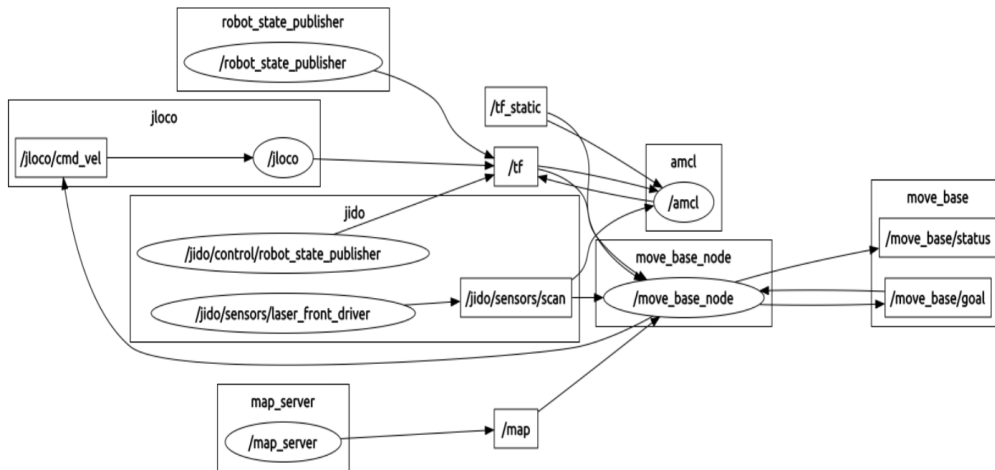 robot_state_publisher
/robot_state_publisher
jloco
/jloco/cmd_vel
/jloco
/tf_static
/tf
amcl
/amcl
jido
/jido/control/robot_state_publisher
/jido/sensors/laser_front_driver
/jido/sensors/scan
move_base_node
/move_base_node
move_base
/move_base/status
/move_base/goal
map_server
/map_server
/map